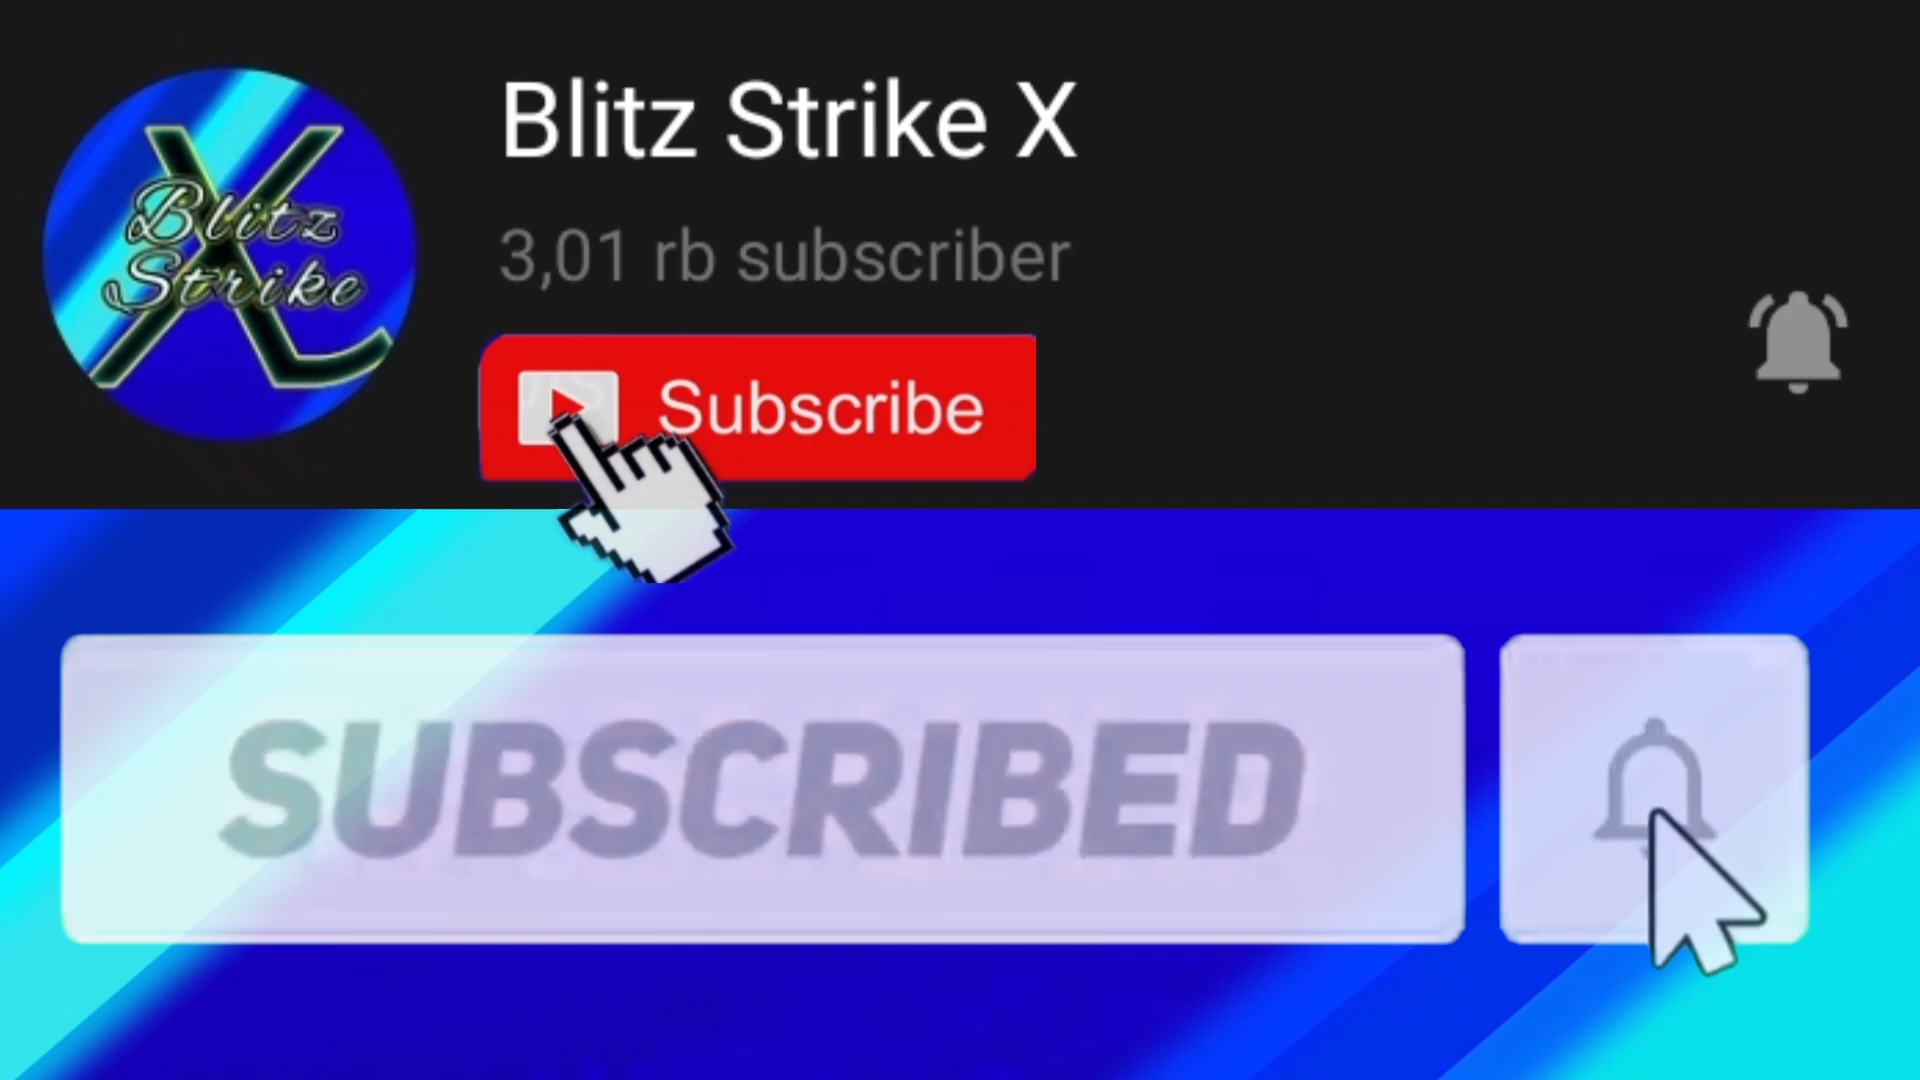 Blitz Strike X
3,01 rb subscriber
Blitz
Strike
X
Subscribe
SUBSCRIBED